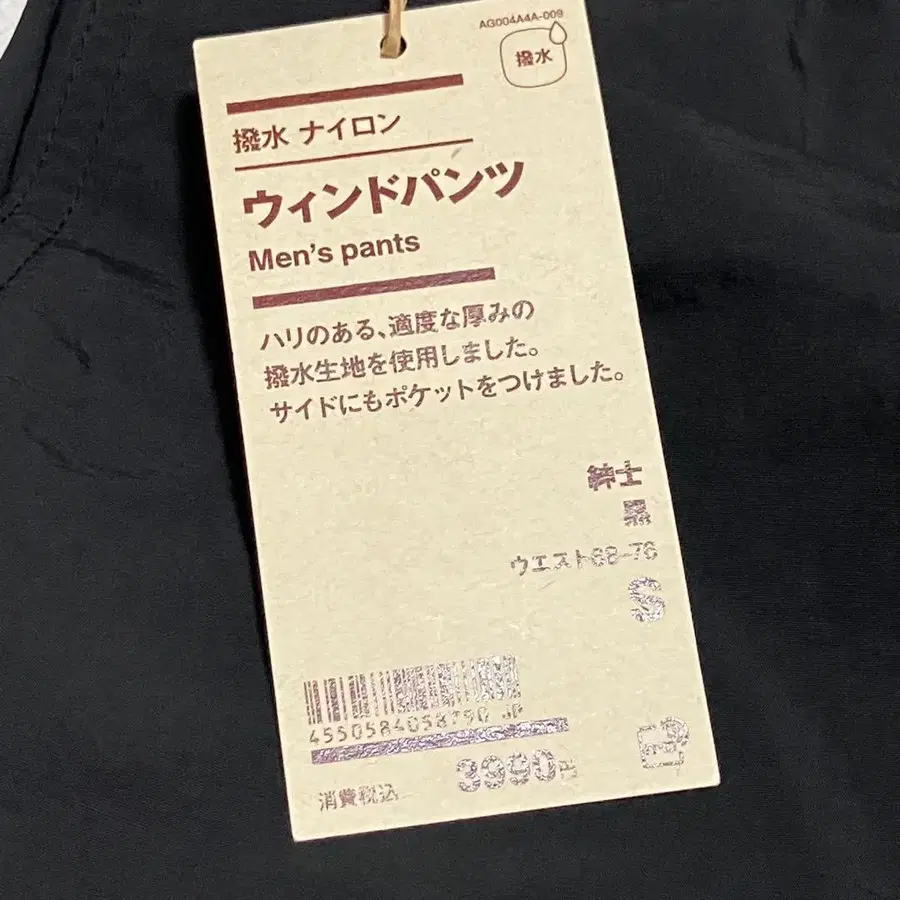 AG004A4A-009
撥水
撥水 ナイロン
ウィンドパンツ
Men's pants
ハリのある、適度な厚みの
撥水生地を使用しました。
サイドにもポケットをつけました。
紳士
黒
ウエスト68-76
S
4550584058790 JP
消費税込 3990円